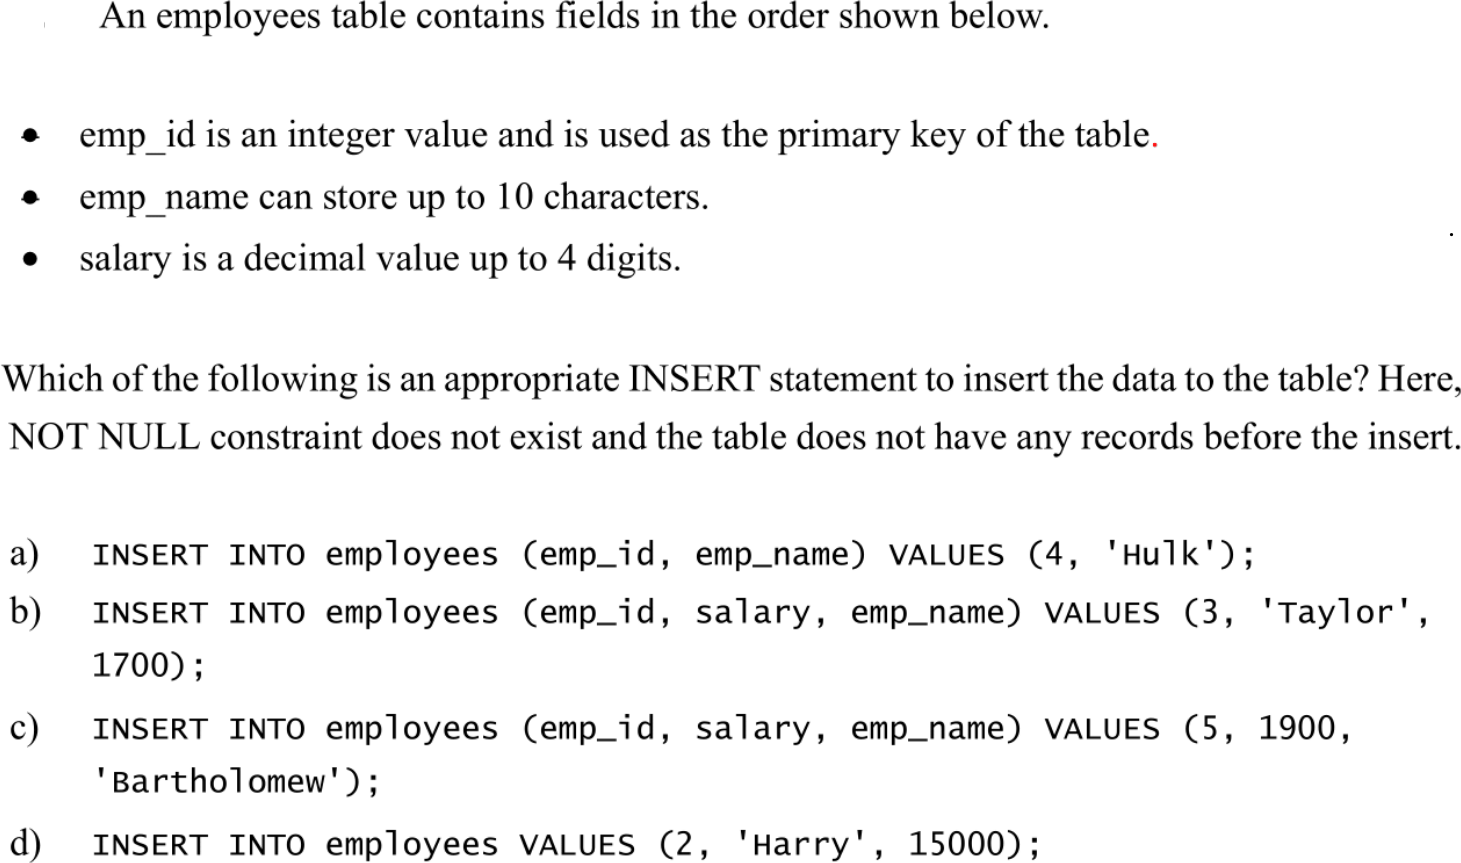 An employees table contains fields in the order shown below.
• emp_id is an integer value and is used as the primary key of the table.
• emp_name can store up to 10 characters.
• salary is a decimal value up to 4 digits.
Which of the following is an appropriate INSERT statement to insert the data to the table? Here,
NOT NULL constraint does not exist and the table does not have any records before the insert.
a) INSERT INTO employees (emp_id, emp_name) VALUES (4, 'Hulk');
b) INSERT INTO employees (emp_id, salary, emp_name) VALUES (3, 'Taylor',
1700);
c) INSERT INTO employees (emp_id, salary, emp_name) VALUES (5, 1900,
'Bartholomew');
d) INSERT INTO employees VALUES (2, 'Harry', 15000);